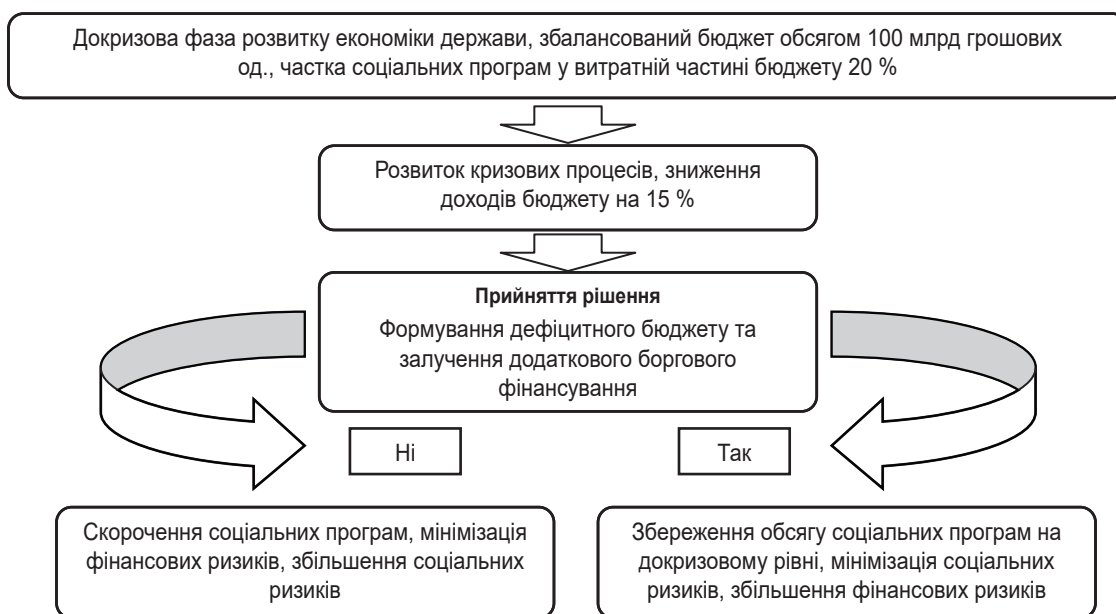 Докризова фаза розвитку економіки держави, збалансований бюджет обсягом 100 млрд грошових
од., частка соціальних програм у витратній частині бюджету 20 %
Розвиток кризових процесів, зниження
доходів бюджету на 15 %
Прийняття рішення
Формування дефіцитного бюджету та
залучення додаткового боргового
фінансування
Ні
Так
Скорочення соціальних програм, мінімізація
фінансових ризиків, збільшення соціальних
ризиків
Збереження обсягу соціальних програм на
докризовому рівні, мінімізація соціальних
ризиків, збільшення фінансових ризиків